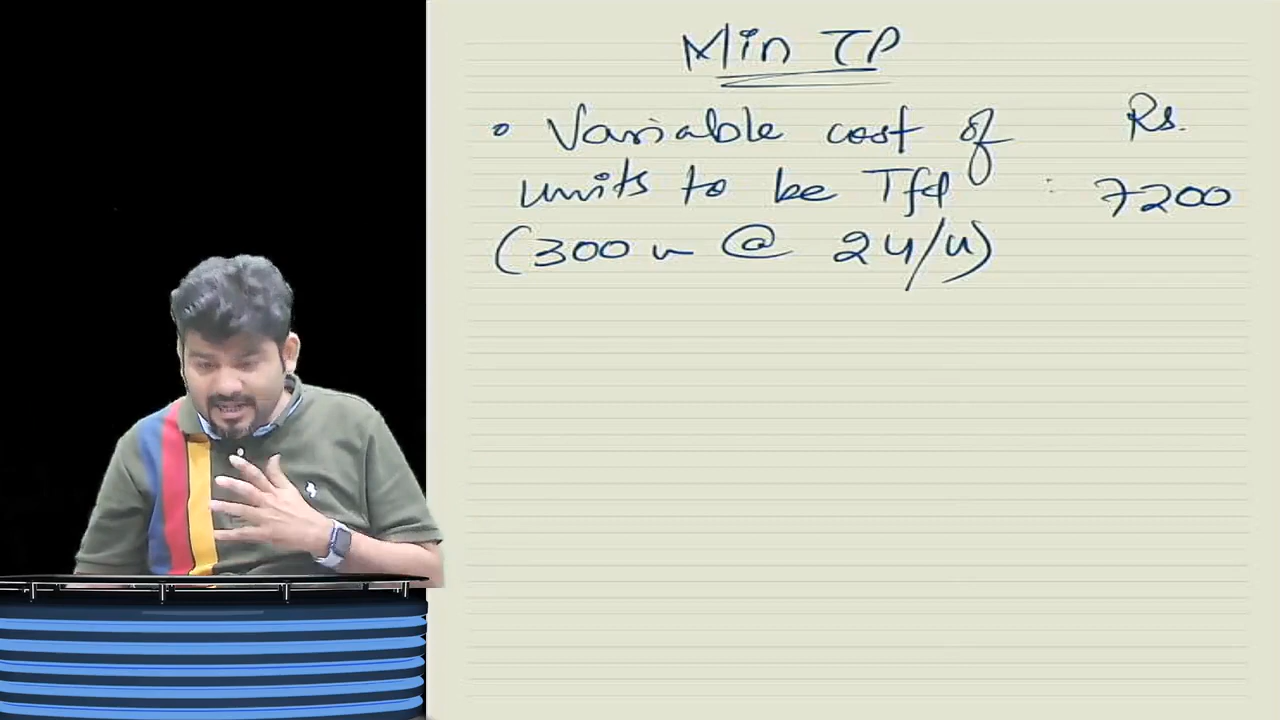 Min TP
• Variable cost of Rs.
units to be Tfd : 7200
(300 u @ 24/u)